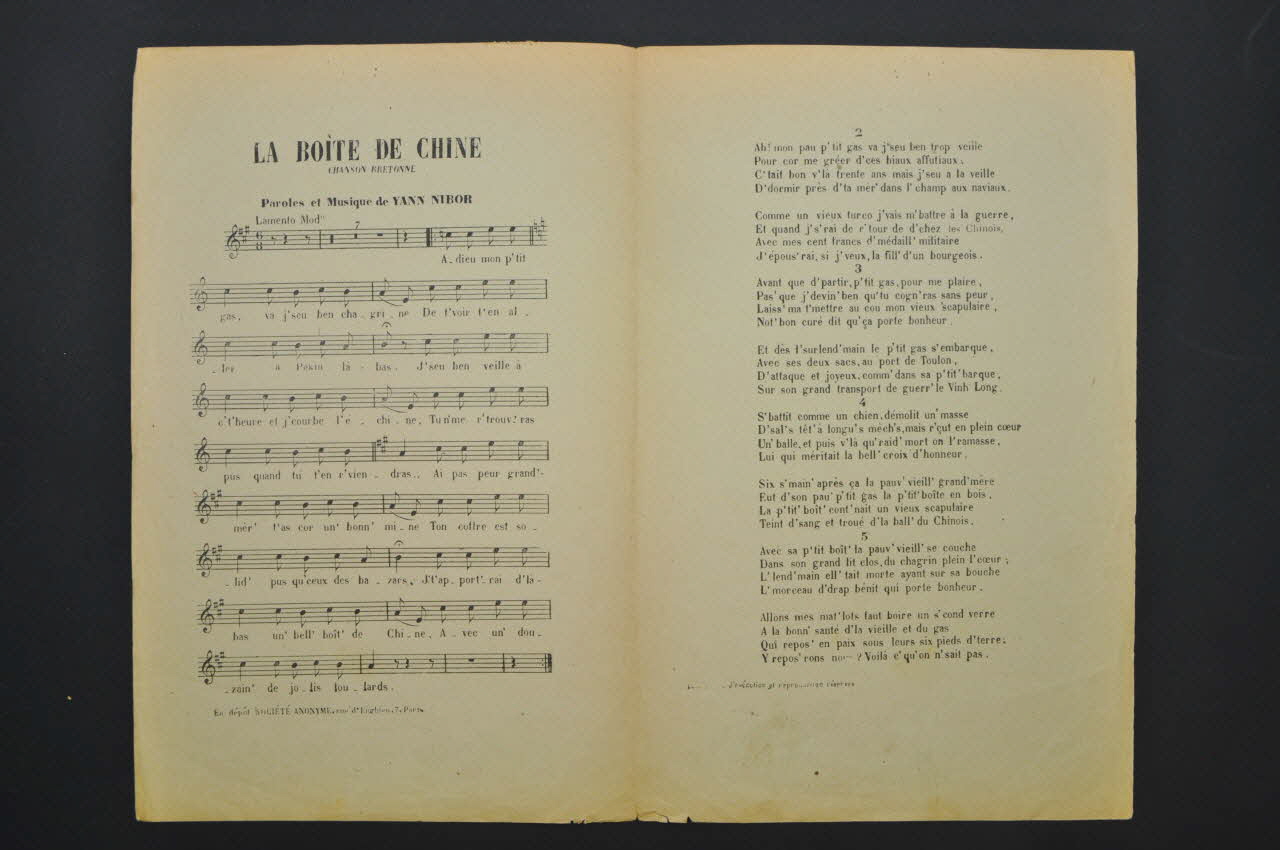 LA BOÎTE DE CHINE
CHANSON BRETONNE
Paroles et Musique de YANN NIBOR
Lamento Modto
7
A_dieu mon p'tit
gas, va j'seu ben cha_gri_ne De t'voir t'en al_
_ler à Pékin là_bas. J'seu ben veille à
c't'heure et j'courbe l'é_chi_ne, Tu n'me r'trouv'ras
pus quand tu t'en r'vien_dras. Ai pas peur grand'-
mèr' t'as cor un' bonn' mi_ne Ton coffre est so_
_lid' pus qu'ceux des ba_zars, J't'ap_port'rai d'là-
bas un' bell' boît' de Chi_ne, A_vec un' dou_
_zain' de jo_lis fou_lards.
En dépôt SOCIÉTÉ ANONYME, rue d'Enghien, 7, Paris.
2
Ah! mon pau p'tit gas va j'seu ben trop veille
Pour cor me gréer d'ces biaux affutiaux.
C'tait bon v'là trente ans mais j'seu à la veille
D'dormir près d'ta mèr' dans l'champ aux naviaux.
Comme un vieux turco j'vais m'battre à la guerre,
Et quand j's'rai de r'tour de d'chez les Chinois,
Avec mes cent francs d'médaill' militaire
J'épous'rai, si j'veux, la fill' d'un bourgeois.
3
Avant que d'partir, p'tit gas, pour me plaire,
Pas'que j'devin' ben qu'tu cogn'ras sans peur,
Laiss' ma t'mettre au cou mon vieux scapulaire,
Not' bon curé dit qu'ça porte bonheur.
Et dès l'surlend'main le p'tit gas s'embarque,
Avec ses deux sacs, au port de Toulon,
D'attaque et joyeux, comm' dans sa p'tit' barque,
Sur son grand transport de guerr' le Vinh Long.
4
S'battit comme un chien, démolit un' masse
D'sal's têt' à longu's mèch's, mais r'çut en plein cœur
Un' balle, et puis v'là qu'raid' mort on l'ramasse,
Lui qui méritait la bell' croix d'honneur.
Six s'main' après ça la pauv' vieill' grand'mère
Eut d'son pau' p'tit gas la p'tit' boîte en bois.
La p'tit' boît' cont'nait un vieux scapulaire
Teint d'sang et troué d'la ball' du Chinois.
5
Avec sa p'tit boît' la pauv' vieill' se couche
Dans son grand lit clos, du chagrin plein l'cœur;
L'lend'main ell' tait morte ayant sur sa bouche
L'morceau d'drap bénit qui porte bonheur.
Allons mes mat'lots faut boire un s'cond verre
A la bonn' santé d'la vieille et du gas
Qui repos' en paix sous leurs six pieds d'terre;
Y repos'rons ? Voilà c'qu'on n'sait pas.
d'exécution et reproduction réservés